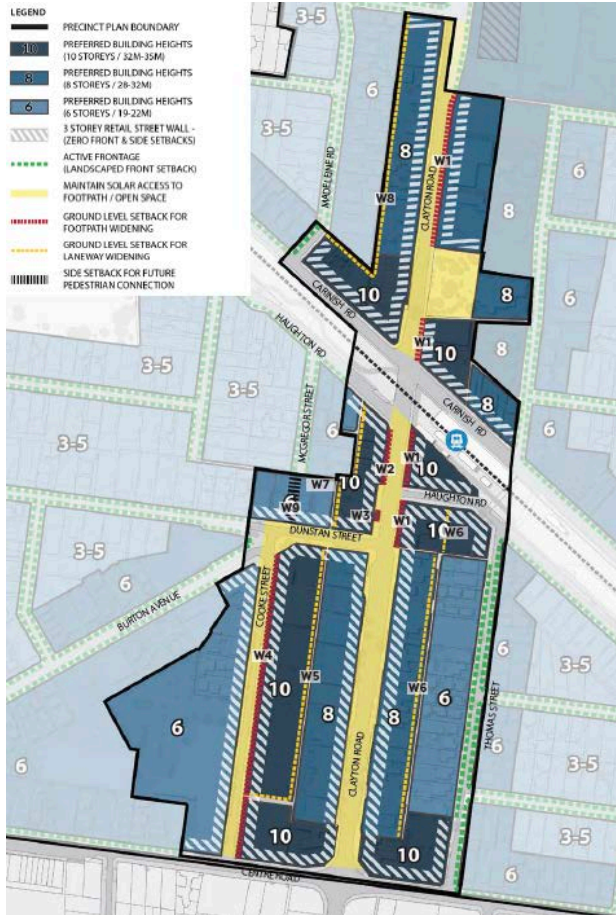 LEGEND
PRECINCT PLAN BOUNDARY
10
PREFERRED BUILDING HEIGHTS
(10 STOREYS / 32M-35M)
8
PREFERRED BUILDING HEIGHTS
(8 STOREYS / 28-32M)
6
PREFERRED BUILDING HEIGHTS
(6 STOREYS / 19-22M)
3 STOREY RETAIL STREET WALL -
(ZERO FRONT & SIDE SETBACKS)
ACTIVE FRONTAGE
(LANDSCAPED FRONT SETBACK)
MAINTAIN SOLAR ACCESS TO
FOOTPATH / OPEN SPACE
GROUND LEVEL SETBACK FOR
FOOTPATH WIDENING
GROUND LEVEL SETBACK FOR
LANEWAY WIDENING
SIDE SETBACK FOR FUTURE
PEDESTRIAN CONNECTION
3-5
6
3-5
MADELEINE RD
8
W1
CLAYTON ROAD
W8
8
6
3-5
10
CARNISH RD
8
6
HAUGHTON RD
W1
10
8
8
CARNISH RD
6
3-5
3-5
3-5
MCGREGOR STREET
6
W2
W1
10
10
W7
HAUGHTON RD
W9
W3
W1
10
W6
DUNSTAN STREET
3-5
6
BURTON AVENUE
COOKE STREET
W4
10
W5
8
CLAYTON ROAD
8
W6
6
6
THOMAS STREET
6
3-5
6
6
3-5
10
10
6
CENTRE ROAD